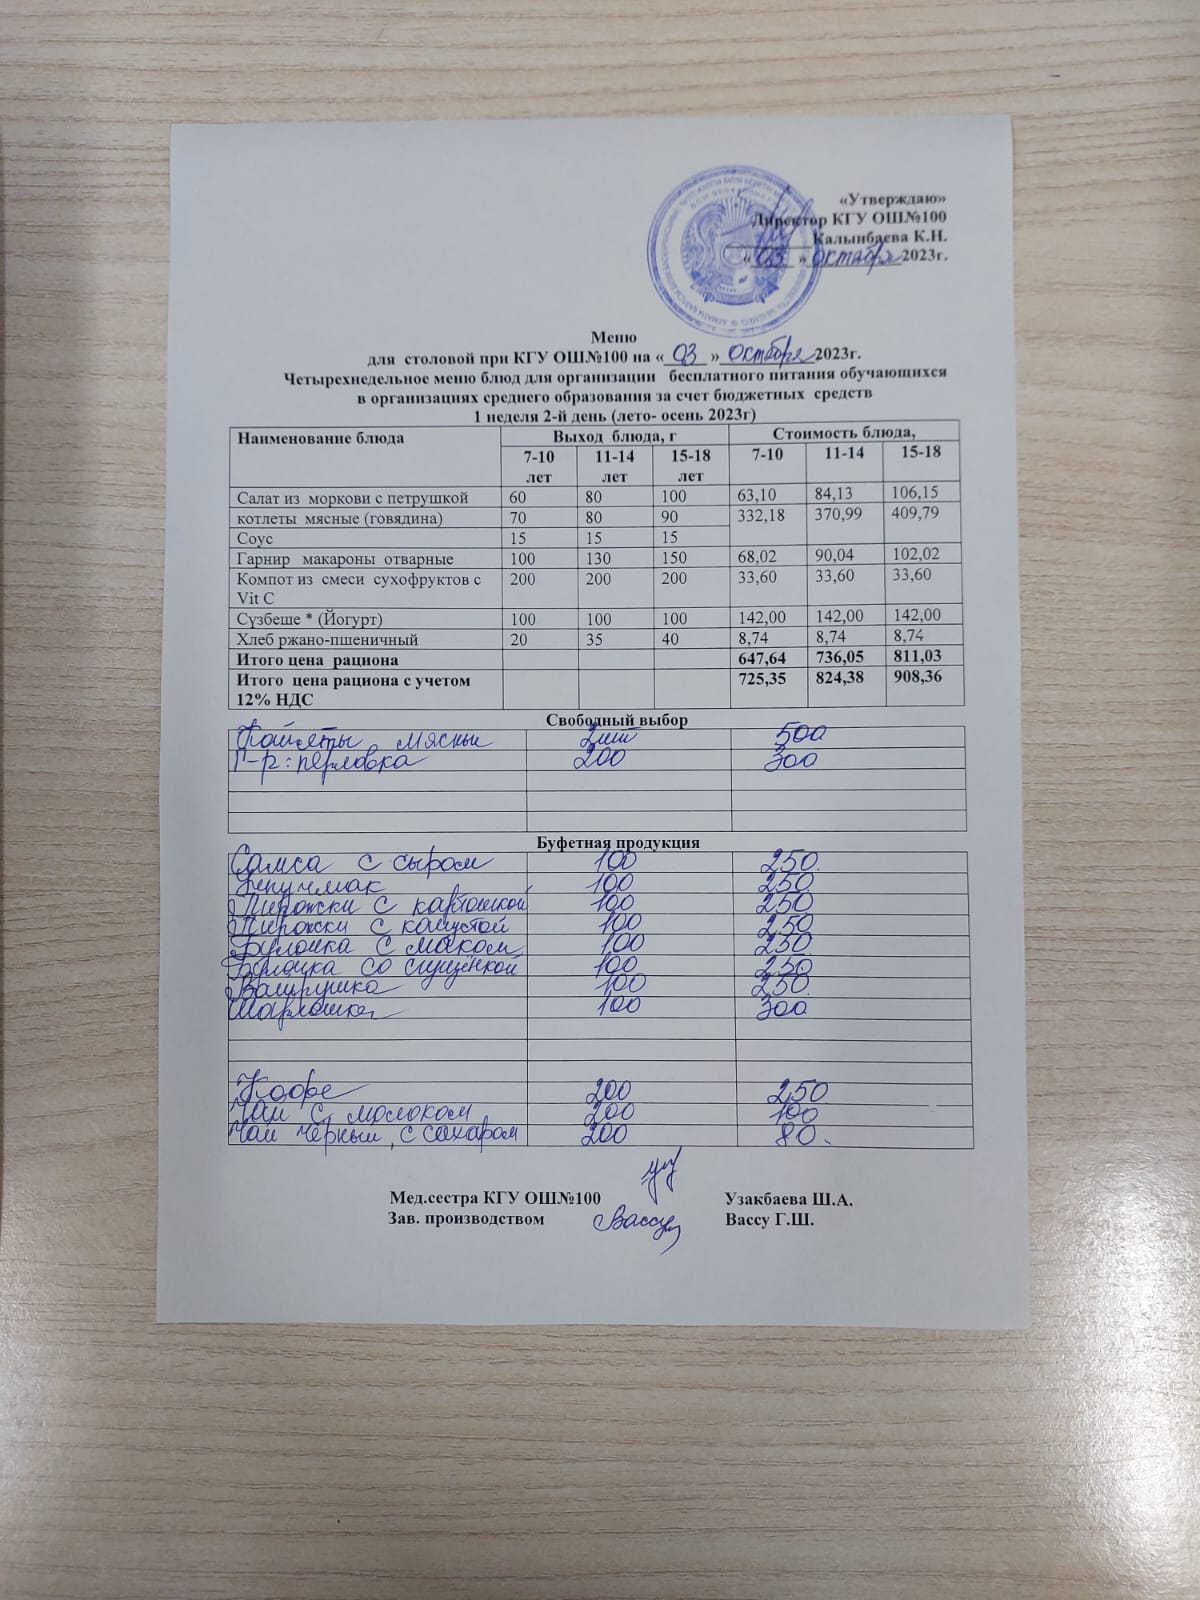 «Утверждаю»
Директор КГУ ОШ№100
Калынбаева К.Н.
« 03 » октября 2023г.
Меню
для столовой при КГУ ОШ№100 на « 03 » октября 2023г.
Четырехнедельное меню блюд для организации бесплатного питания обучающихся
в организациях среднего образования за счет бюджетных средств
1 неделя 2-й день (лето- осень 2023г)
Наименование блюда Выход блюда, г Стоимость блюда,
7-10 лет 11-14 лет 15-18 лет 7-10 11-14 15-18
Салат из моркови с петрушкой 60 80 100 63,10 84,13 106,15
котлеты мясные (говядина) 70 80 90 332,18 370,99 409,79
Соус 15 15 15
Гарнир макароны отварные 100 130 150 68,02 90,04 102,02
Компот из смеси сухофруктов с 200 200 200 33,60 33,60 33,60
Vit C
Сүзбеше * (Йогурт) 100 100 100 142,00 142,00 142,00
Хлеб ржано-пшеничный 20 35 40 8,74 8,74 8,74
Итого цена рациона 647,64 736,05 811,03
Итого цена рациона с учетом 725,35 824,38 908,36
12% НДС
Свободный выбор
мясные 2шт 500
Г-р: перловка 200 300
Буфетная продукция
Самса с сыром 100 250.
100 250
Пирожки с картошкой 100 250
Пирожки с капустой 100 250
Булочка с маком 100 250
Булочка со сгущёнкой 100 250
Ватрушка 100 250.
100 300
Кофе 200 250
Чай с молоком 200 100
Чай чёрный, с сахаром 200 80.
Мед.сестра КГУ ОШ№100 Узакбаева Ш.А.
Зав. производством Вассу Вассу Г.Ш.